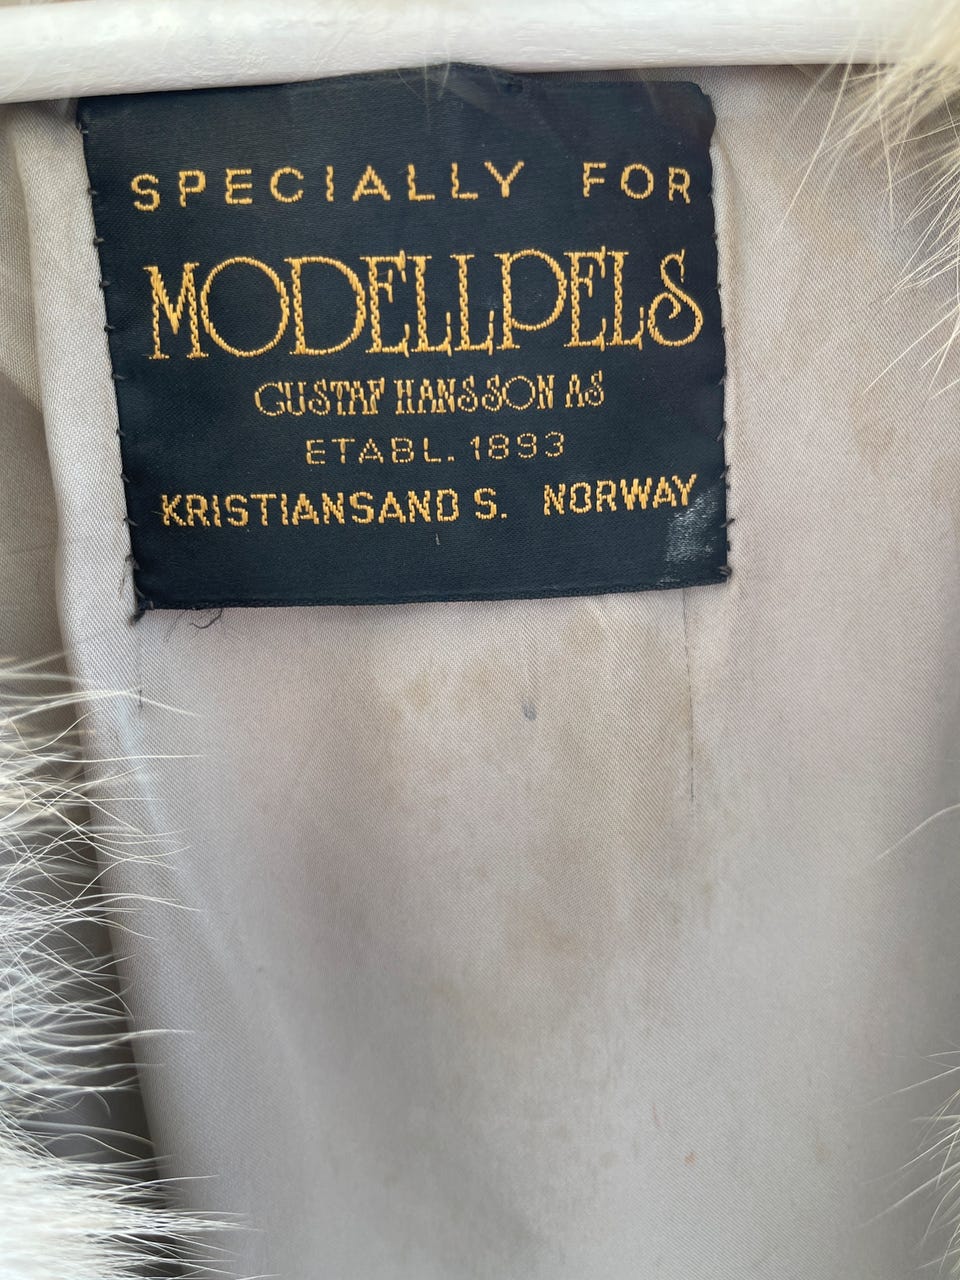 SPECIALLY FOR
MODELLPELS
GUSTAF HANSSON AS
ETABL. 1893
KRISTIANSAND S. NORWAY